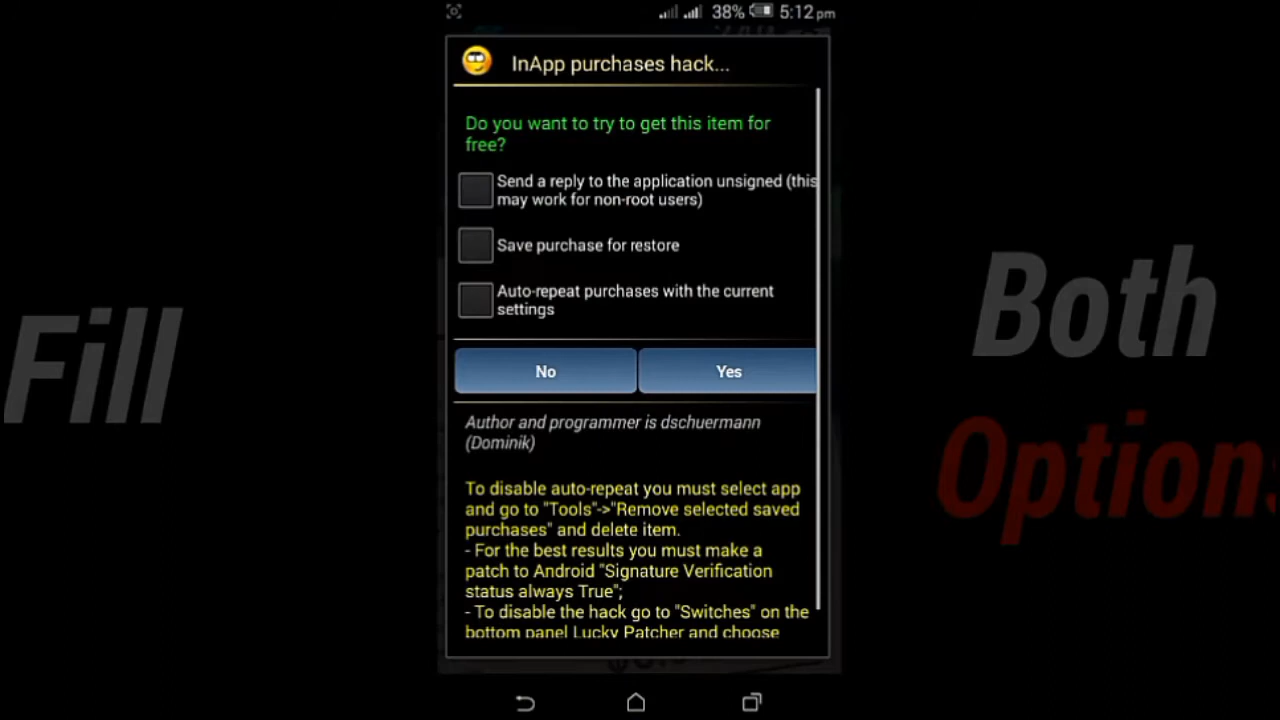 38% 5:12 pm
InApp purchases hack...
Do you want to try to get this item for
free?
Send a reply to the application unsigned (this
may work for non-root users)
Save purchase for restore
Auto-repeat purchases with the current
settings
No Yes
Author and programmer is dschuermann
(Dominik)
To disable auto-repeat you must select app
and go to "Tools"->"Remove selected saved
purchases" and delete item.
- For the best results you must make a
patch to Android "Signature Verification
status always True";
- To disable the hack go to "Switches" on the
bottom panel Lucky Patcher and choose
Fill
Both
Options